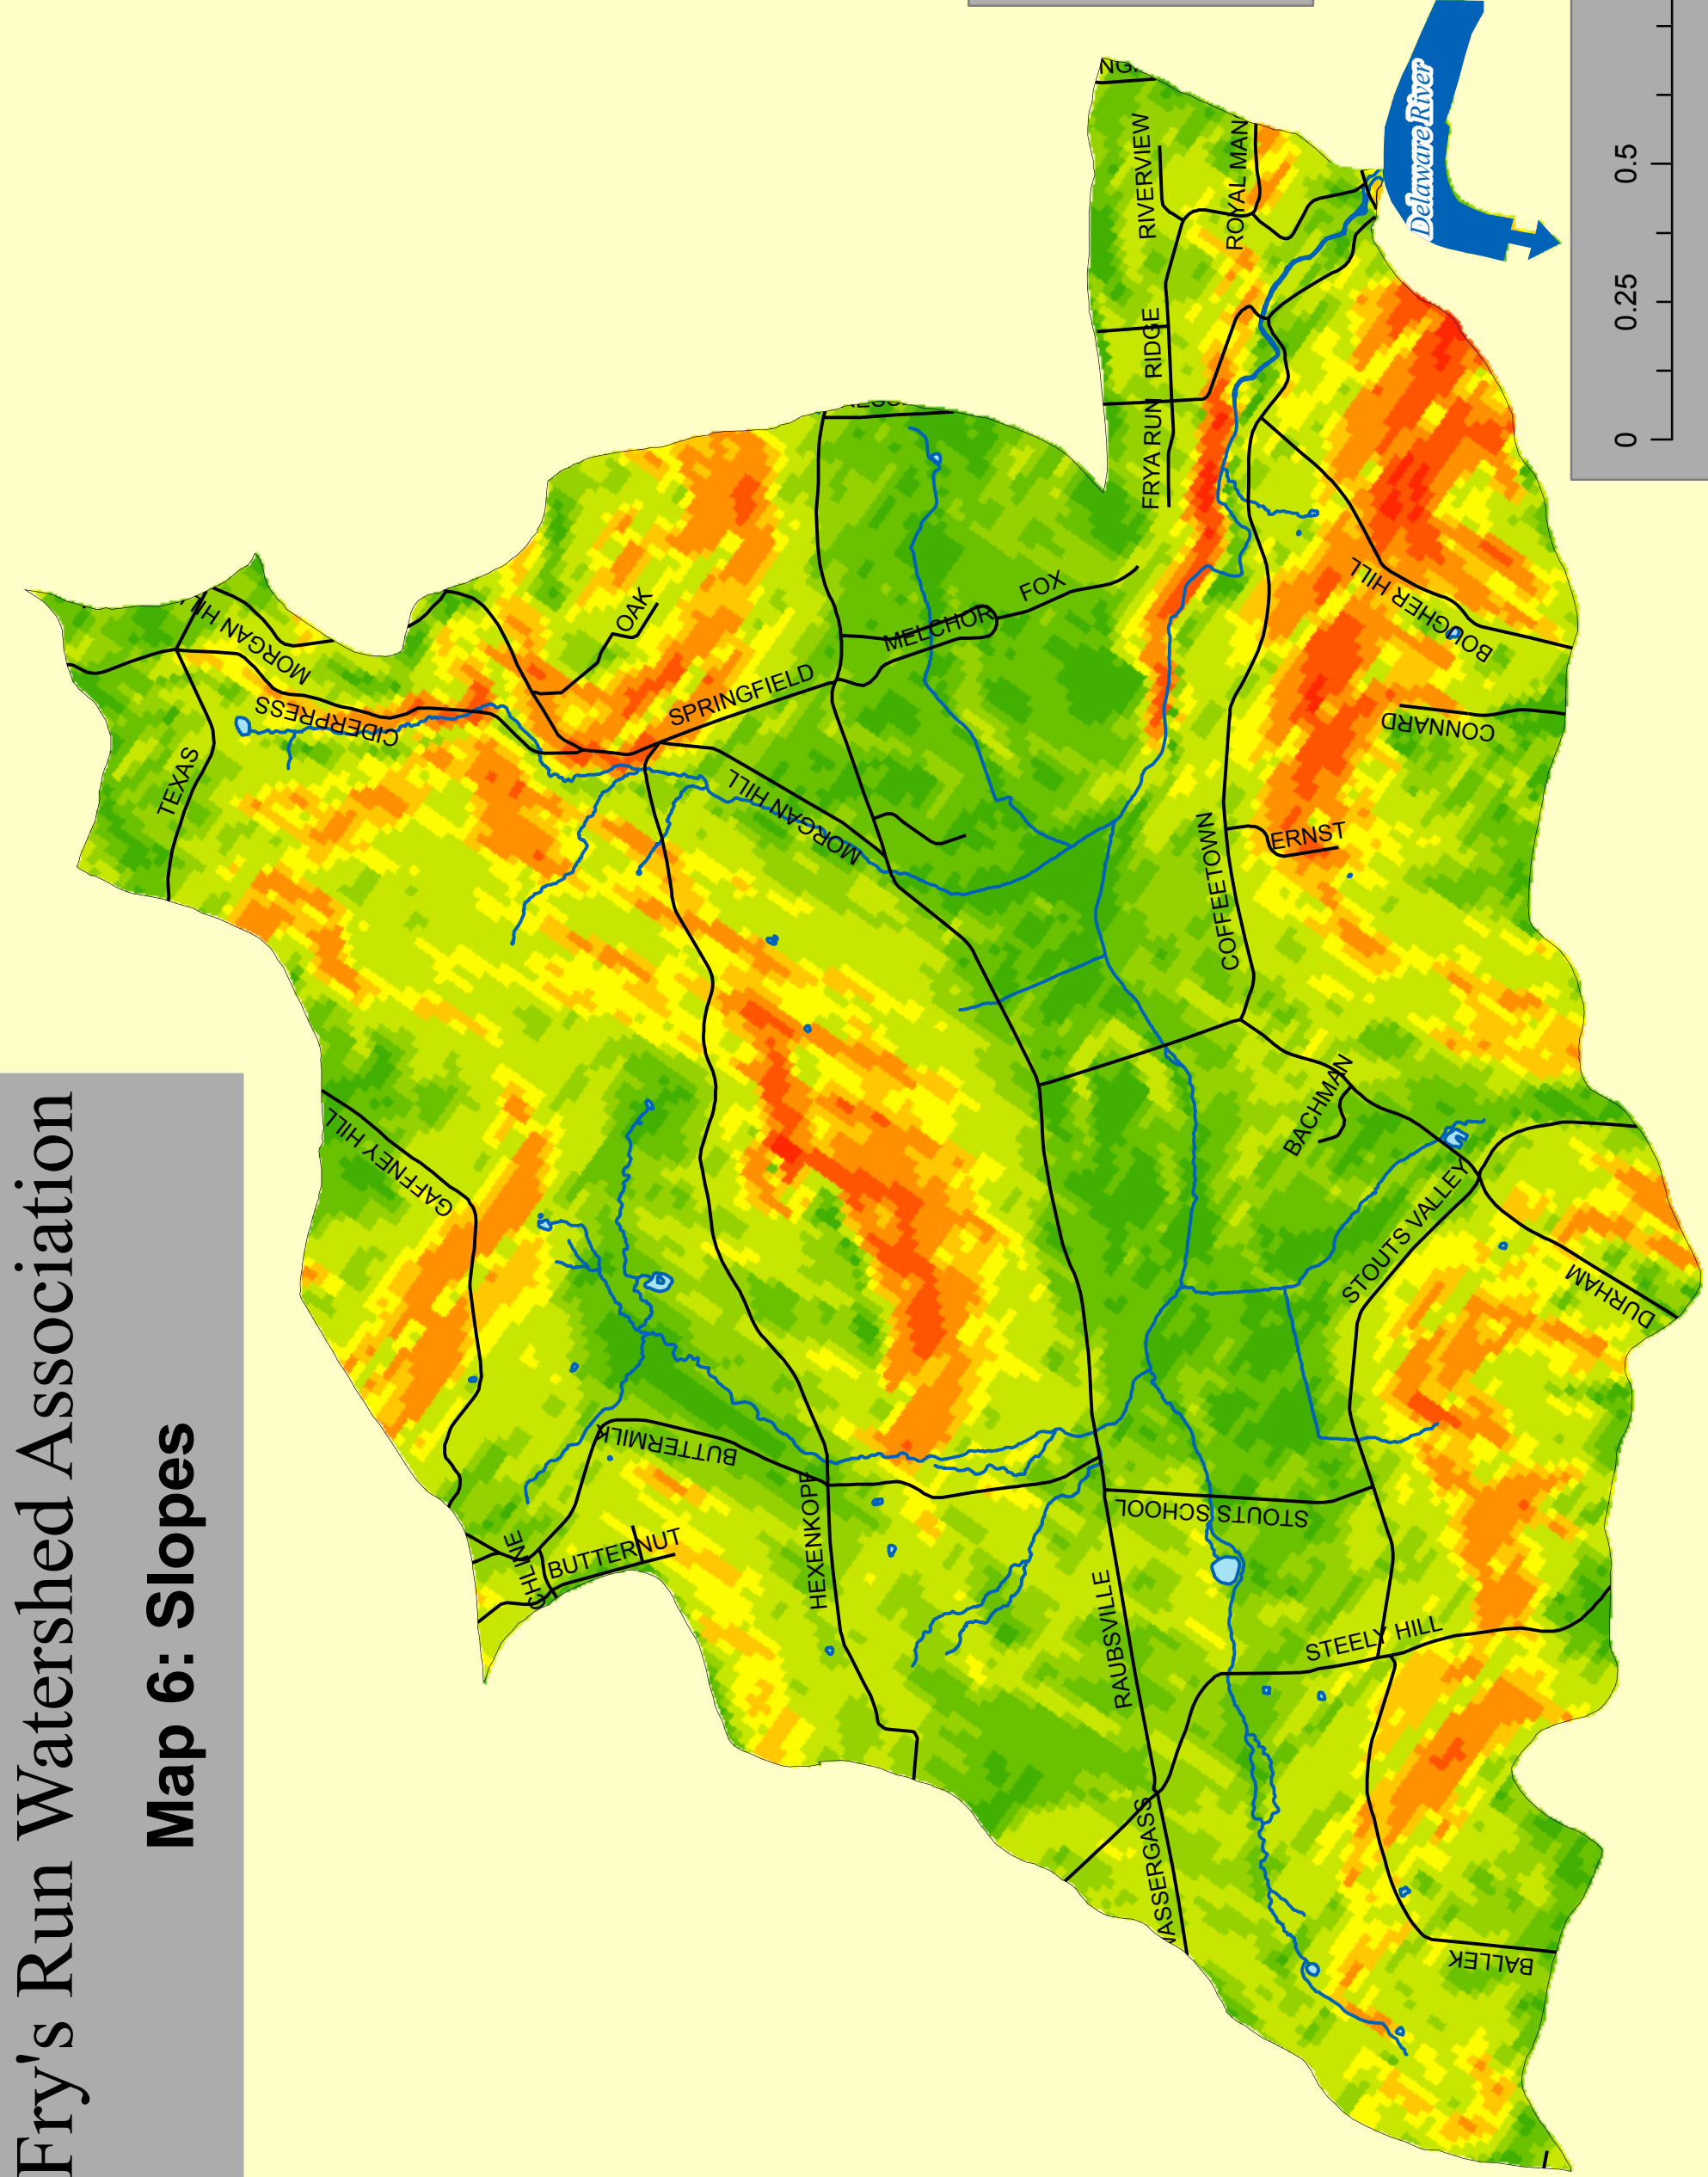 Fry's Run Watershed Association
Map 6: Slopes
TEXAS
MORGAN HILL
CIDERPRESS
OAK
SPRINGFIELD
MORGAN HILL
MELCHOR
FOX
RIVERVIEW
ROYAL MAN
RIDGE
FRYA RUN
Delaware River
BOUGHER HILL
CONNARD
ERNST
COFFEETOWN
BACHMAN
STOUTS VALLEY
DURHAM
GAFFNEY HILL
BUTTERMILK
BUTTERNUT
HEXENKOPF
STOUTS SCHOOL
RAUBSVILLE
STEELY HILL
BALLEK
0
0.25
0.5